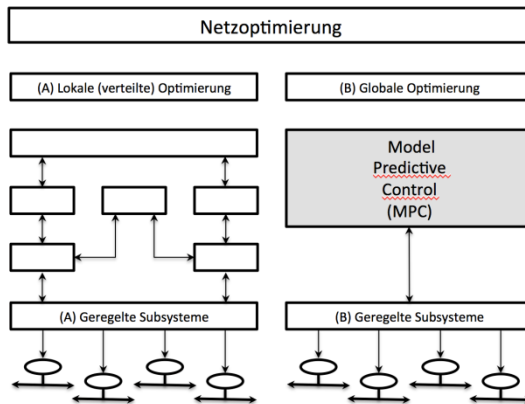 Netzoptimierung
(A) Lokale (verteilte) Optimierung
(B) Globale Optimierung
Model
Predictive
Control
(MPC)
(A) Geregelte Subsysteme
(B) Geregelte Subsysteme